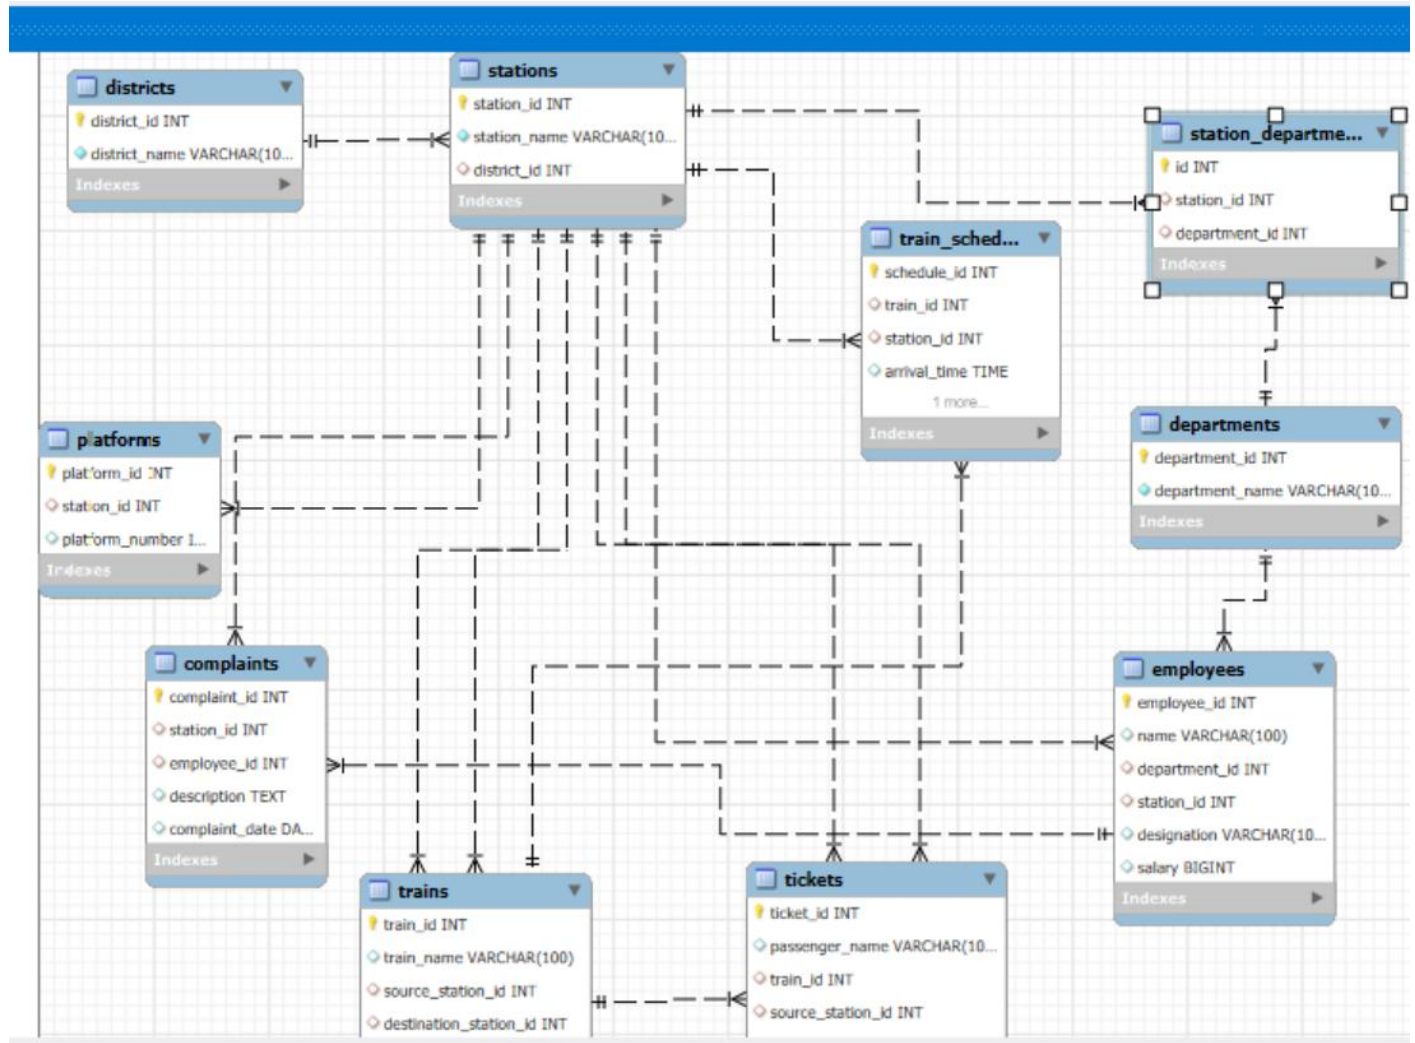 districts
district_id INT
district_name VARCHAR(10...
Indexes
stations
station_id INT
station_name VARCHAR(10...
district_id INT
Indexes
station_departme...
id INT
station_id INT
department_id INT
Indexes
train_sched...
schedule_id INT
train_id INT
station_id INT
arrival_time TIME
1 more...
Indexes
platforms
platform_id INT
station_id INT
platform_number I...
Indexes
departments
department_id INT
department_name VARCHAR(10...
Indexes
complaints
complaint_id INT
station_id INT
employee_id INT
description TEXT
complaint_date DA...
Indexes
employees
employee_id INT
name VARCHAR(100)
department_id INT
station_id INT
designation VARCHAR(10...
salary BIGINT
Indexes
trains
train_id INT
train_name VARCHAR(100)
source_station_id INT
destination_station_id INT
tickets
ticket_id INT
passenger_name VARCHAR(10...
train_id INT
source_station_id INT